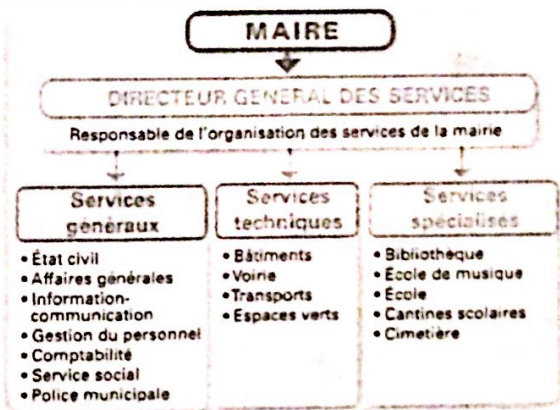 MAIRE
DIRECTEUR GENERAL DES SERVICES
Responsable de l'organisation des services de la mairie
Services
généraux
• État civil
• Affaires générales
• Information-
communication
• Gestion du personnel
• Comptabilité
• Service social
• Police municipale
Services
techniques
• Bâtiments
• Voirie
• Transports
• Espaces verts
Services
spécialisés
• Bibliothèque
• École de musique
• École
• Cantines scolaires
• Cimetière